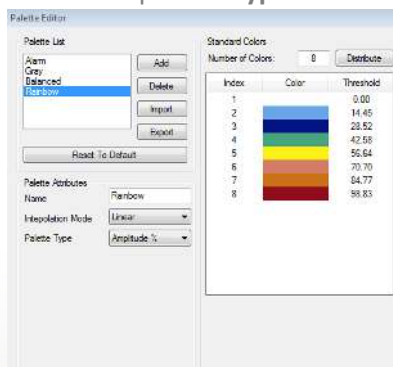 Palette Editor
Palette List
Alarm
Gray
Balanced
Rainbow
Add
Delete
Import
Export
Reset To Default
Palette Attributes
Name Rainbow
Intepolation Mode Linear
Palette Type Amplitude %
Standard Colors
Number of Colors: 8 Distribute
Index Color Threshold
1 0.00
2 14.45
3 28.52
4 42.58
5 56.64
6 70.70
7 84.77
8 98.83